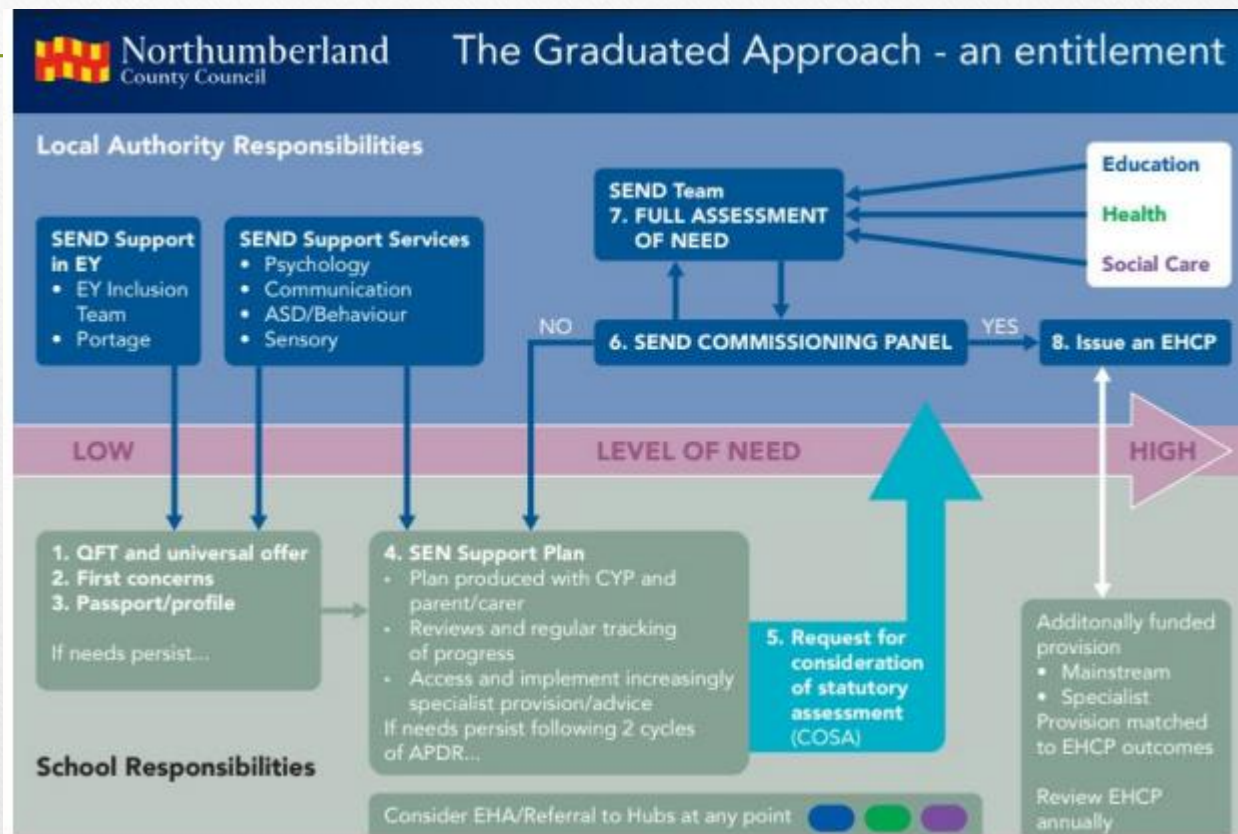 Northumberland
County Council
The Graduated Approach - an entitlement
Local Authority Responsibilities
SEND Support
in EY
• EY Inclusion
Team
• Portage
SEND Support Services
• Psychology
• Communication
• ASD/Behaviour
• Sensory
SEND Team
7. FULL ASSESSMENT
OF NEED
Education
Health
Social Care
NO
6. SEND COMMISSIONING PANEL
YES
8. Issue an EHCP
LOW
LEVEL OF NEED
HIGH
1. QFT and universal offer
2. First concerns
3. Passport/profile
If needs persist...
4. SEN Support Plan
• Plan produced with CYP and
parent/carer
• Reviews and regular tracking
of progress
• Access and implement increasingly
specialist provision/advice
If needs persist following 2 cycles
of APDR...
5. Request for
consideration
of statutory
assessment
(COSA)
Additonally funded
provision
• Mainstream
• Specialist
Provision matched
to EHCP outcomes
Review EHCP
annually
School Responsibilities
Consider EHA/Referral to Hubs at any point